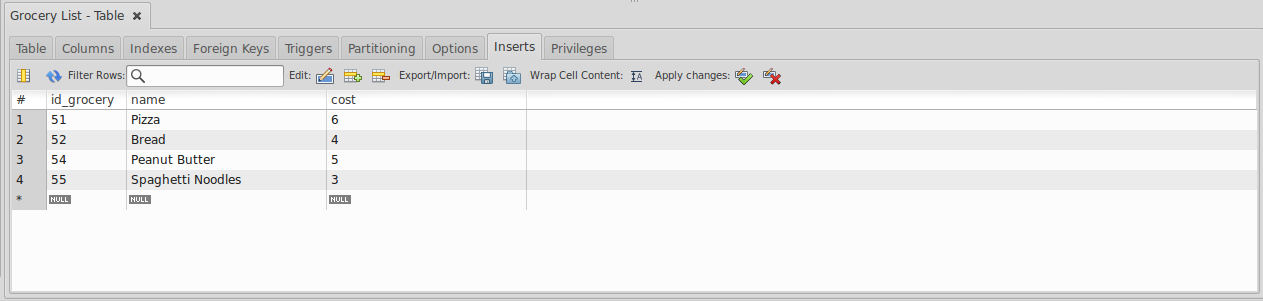 Grocery List - Table ×
Table Columns Indexes Foreign Keys Triggers Partitioning Options Inserts Privileges
Filter Rows: Edit: Export/Import: Wrap Cell Content: Apply changes:
# id_grocery name cost
1 51 Pizza 6
2 52 Bread 4
3 54 Peanut Butter 5
4 55 Spaghetti Noodles 3
* NULL NULL NULL